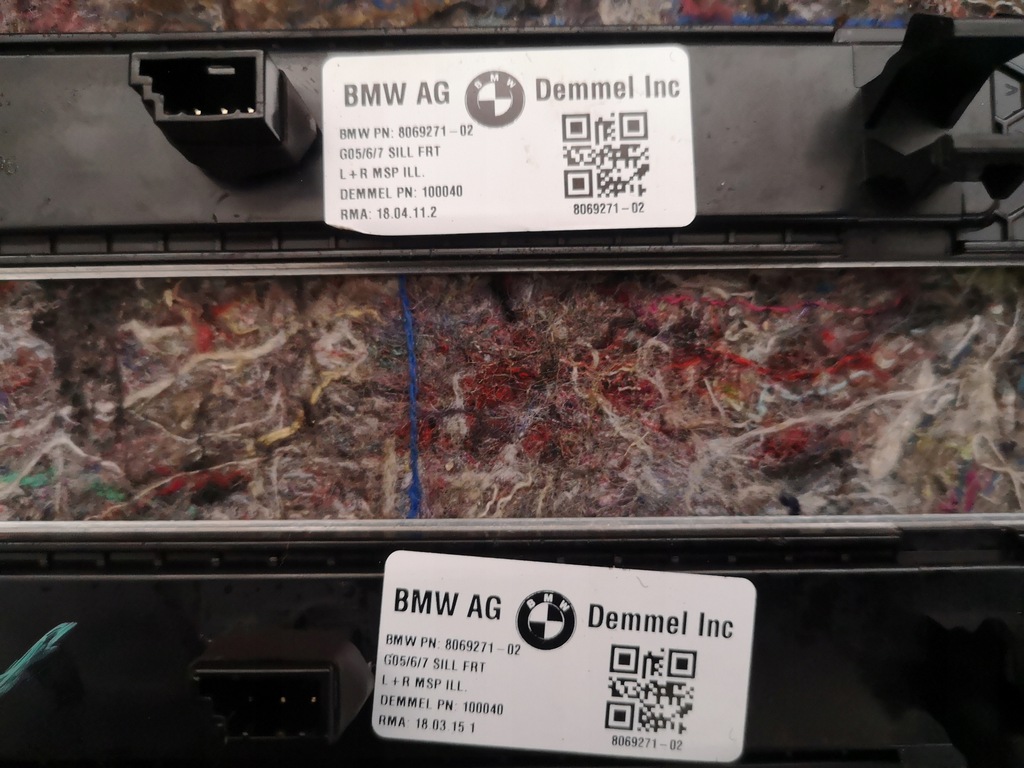 BMW AG BMW Demmel Inc
BMW PN: 8069271-02
G05/6/7 SILL FRT
L+R MSP ILL.
DEMMEL PN: 100040
RMA: 18.04.11.2
8069271-02
BMW AG BMW Demmel Inc
BMW PN: 8069271-02
G05/6/7 SILL FRT
L+R MSP ILL.
DEMMEL PN: 100040
RMA: 18 03 15 1
8069271-02